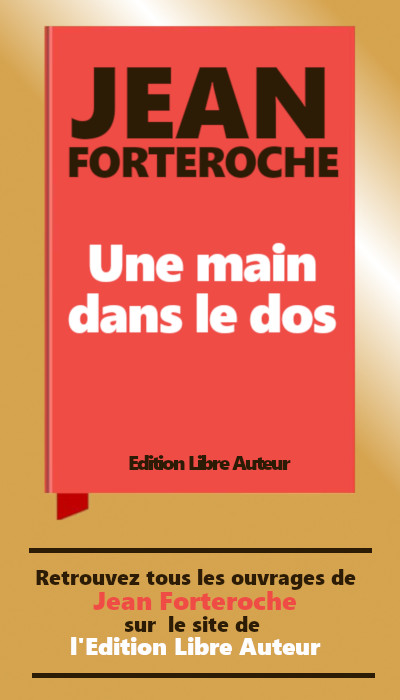 JEAN
FORTEROCHE
Une main
dans le dos
Edition Libre Auteur
Retrouvez tous les ouvrages de
Jean Forteroche
sur le site de
l'Edition Libre Auteur